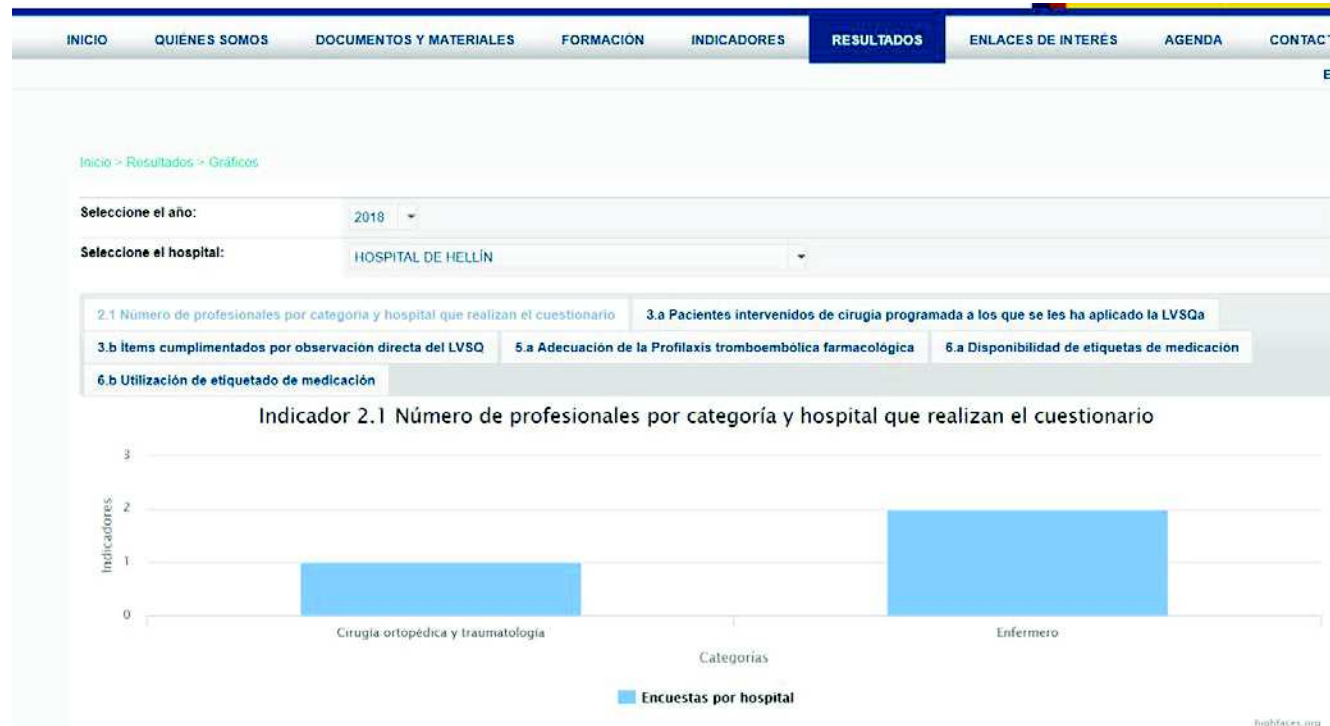 INICIO QUIÉNES SOMOS DOCUMENTOS Y MATERIALES FORMACIÓN INDICADORES RESULTADOS ENLACES DE INTERÉS AGENDA CONTACT
E
Inicio > Resultados > Gráficos
Seleccione el año: 2018
Seleccione el hospital: HOSPITAL DE HELLÍN
2.1 Número de profesionales por categoría y hospital que realizan el cuestionario 3.a Pacientes intervenidos de cirugía programada a los que se les ha aplicado la LVSQa
3.b Ítems cumplimentados por observación directa del LVSQ 5.a Adecuación de la Profilaxis tromboembólica farmacológica 6.a Disponibilidad de etiquetas de medicación
6.b Utilización de etiquetado de medicación
Indicador 2.1 Número de profesionales por categoría y hospital que realizan el cuestionario
3
2
1
0
Indicadores
Cirugía ortopédica y traumatología Enfermero
Categorías
Encuestas por hospital
highfaces.org